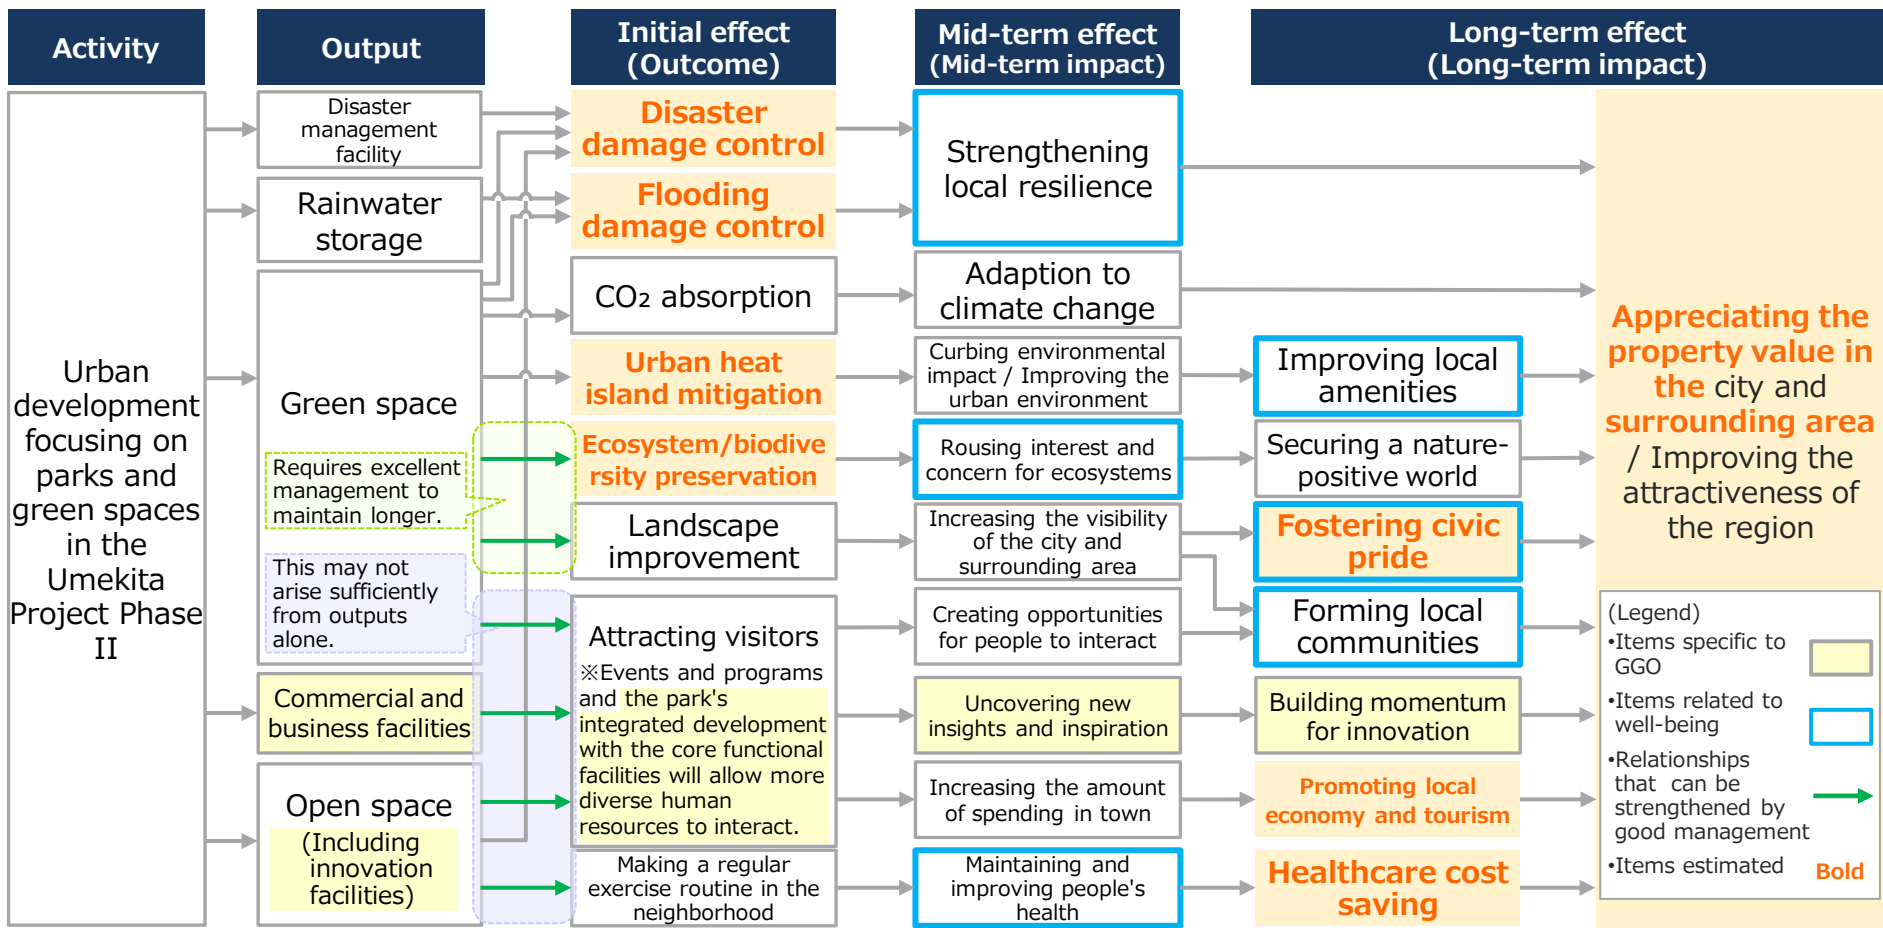 Activity
Output
Initial effect
(Outcome)
Mid-term effect
(Mid-term impact)
Long-term effect
(Long-term impact)
Urban
development
focusing on
parks and
green spaces
in the
Umekita
Project Phase
II
Disaster
management
facility
Rainwater
storage
Green space
Requires excellent
management to
maintain longer.
This may not
arise sufficiently
from outputs
alone.
Commercial and
business facilities
Open space
(Including
innovation
facilities)
Disaster
damage control
Flooding
damage control
CO₂ absorption
Urban heat
island mitigation
Ecosystem/biodive
rsity preservation
Landscape
improvement
Attracting visitors
※Events and programs
and the park's
integrated development
with the core functional
facilities will allow more
diverse human
resources to interact.
Making a regular
exercise routine in the
neighborhood
Strengthening
local resilience
Adaption to
climate change
Curbing environmental
impact / Improving the
urban environment
Rousing interest and
concern for ecosystems
Increasing the visibility
of the city and
surrounding area
Creating opportunities
for people to interact
Uncovering new
insights and inspiration
Increasing the amount
of spending in town
Maintaining and
improving people's
health
Improving local
amenities
Securing a nature-
positive world
Fostering civic
pride
Forming local
communities
Building momentum
for innovation
Promoting local
economy and tourism
Healthcare cost
saving
Appreciating the
property value in
the city and
surrounding area
/ Improving the
attractiveness of
the region
(Legend)
•Items specific to
GGO
•Items related to
well-being
•Relationships
that can be
strengthened by
good management
•Items estimated
Bold